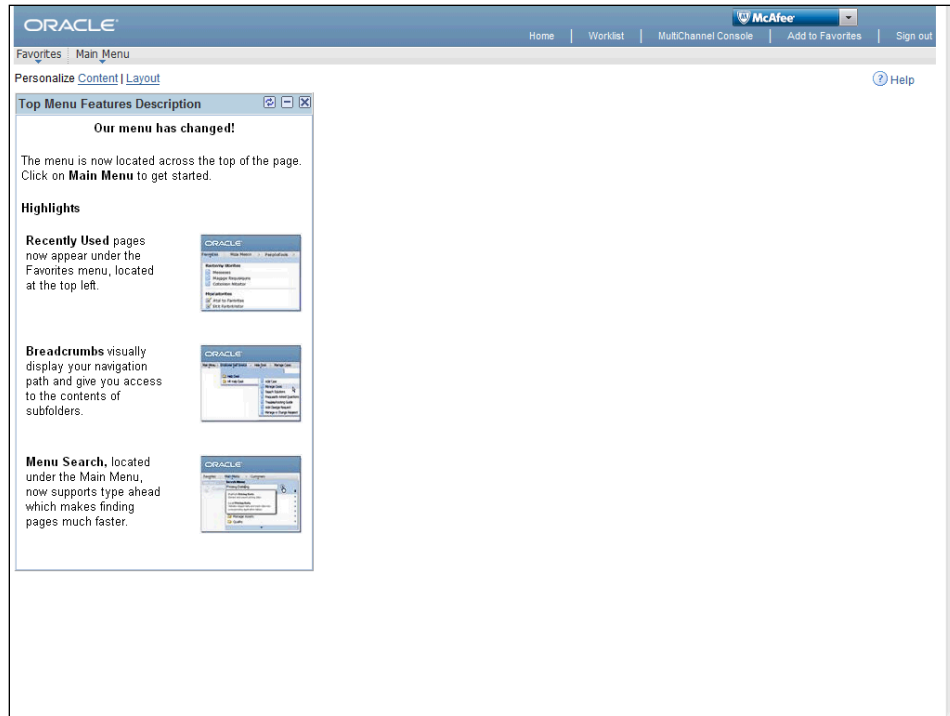 ORACLE
McAfee
Home | Worklist | MultiChannel Console | Add to Favorites | Sign out
Favorites Main Menu
Personalize Content | Layout
Help
Top Menu Features Description
Our menu has changed!
The menu is now located across the top of the page.
Click on Main Menu to get started.
Highlights
Recently Used pages
now appear under the
Favorites menu, located
at the top left.
ORACLE
Breadcrumbs visually
display your navigation
path and give you access
to the contents of
subfolders.
ORACLE
Menu Search, located
under the Main Menu,
now supports type ahead
which makes finding
pages much faster.
ORACLE